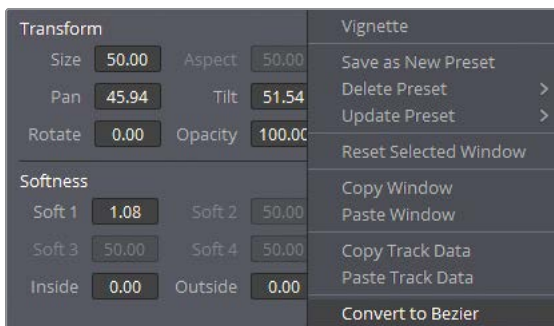 Transform
Size 50.00 Aspect 50.00
Pan 45.94 Tilt 51.54
Rotate 0.00 Opacity 100.00
Softness
Soft 1 1.08 Soft 2 50.00
Soft 3 50.00 Soft 4 50.00
Inside 0.00 Outside 0.00
Vignette
Save as New Preset
Delete Preset >
Update Preset >
Reset Selected Window
Copy Window
Paste Window
Copy Track Data
Paste Track Data
Convert to Bezier